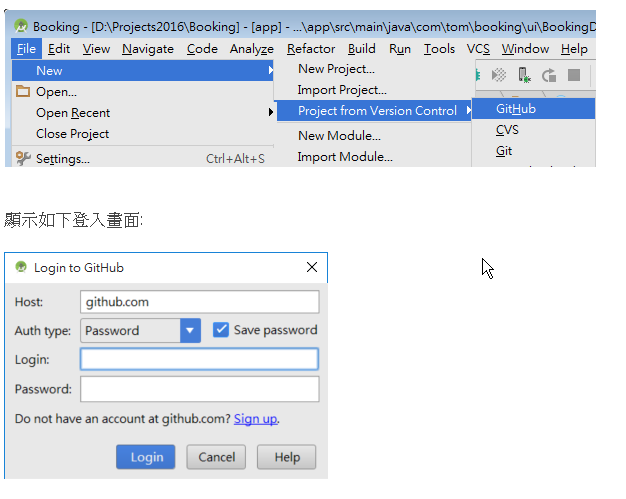 Booking - [D:\Projects2016\Booking] - [app] - ...\app\src\main\java\com\tom\booking\ui\BookingD
File Edit View Navigate Code Analyze Refactor Build Run Tools VCS Window Help
New New Project...
Open... Import Project...
Open Recent Project from Version Control GitHub
Close Project New Module... CVS
Settings... Ctrl+Alt+S Import Module... Git
顯示如下登入畫面:
Login to GitHub
Host: github.com
Auth type: Password Save password
Login:
Password:
Do not have an account at github.com? Sign up.
Login Cancel Help